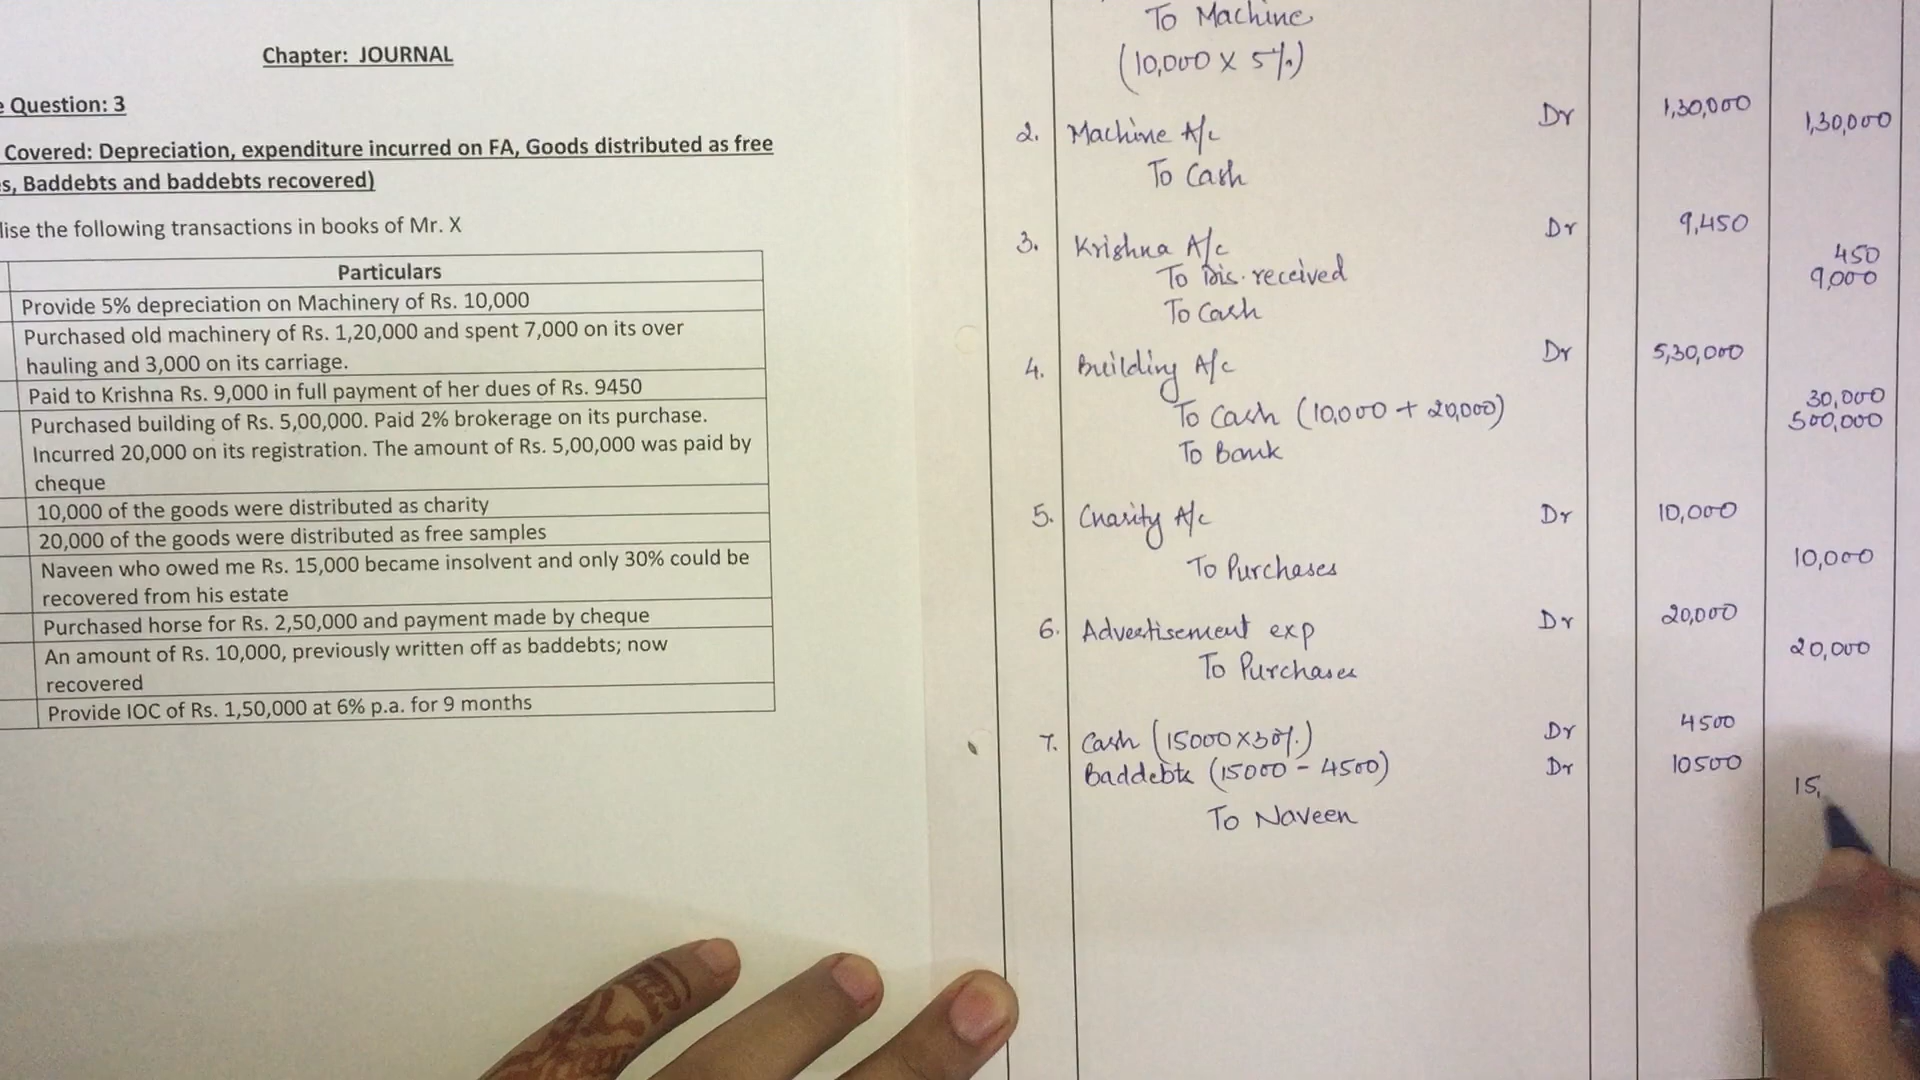 Chapter: JOURNAL
Question: 3
Covered: Depreciation, expenditure incurred on FA, Goods distributed as free
s, Baddebts and baddebts recovered)
lise the following transactions in books of Mr. X
Particulars
Provide 5% depreciation on Machinery of Rs. 10,000
Purchased old machinery of Rs. 1,20,000 and spent 7,000 on its over
hauling and 3,000 on its carriage.
Paid to Krishna Rs. 9,000 in full payment of her dues of Rs. 9450
Purchased building of Rs. 5,00,000. Paid 2% brokerage on its purchase.
Incurred 20,000 on its registration. The amount of Rs. 5,00,000 was paid by
cheque
10,000 of the goods were distributed as charity
20,000 of the goods were distributed as free samples
Naveen who owed me Rs. 15,000 became insolvent and only 30% could be
recovered from his estate
Purchased horse for Rs. 2,50,000 and payment made by cheque
An amount of Rs. 10,000, previously written off as baddebts; now
recovered
Provide IOC of Rs. 1,50,000 at 6% p.a. for 9 months
To Machine
(10,000 X 5%)
2. Machine A/c Dr 1,30,000
1,30,000
To Cash
3. Krishna A/c Dr 9,450
To Dis. received 450
To Cash 9,000
4. Building A/c Dr 5,30,000
To Cash (10,000 + 20,000) 30,000
To Bank 500,000
5. Charity A/c Dr 10,000
To Purchases 10,000
6. Advertisement exp Dr 20,000
To Purchases 20,000
7. Cash (15000 X 30%) Dr 4500
Baddebts (15000 - 4500) Dr 10500
To Naveen 15,